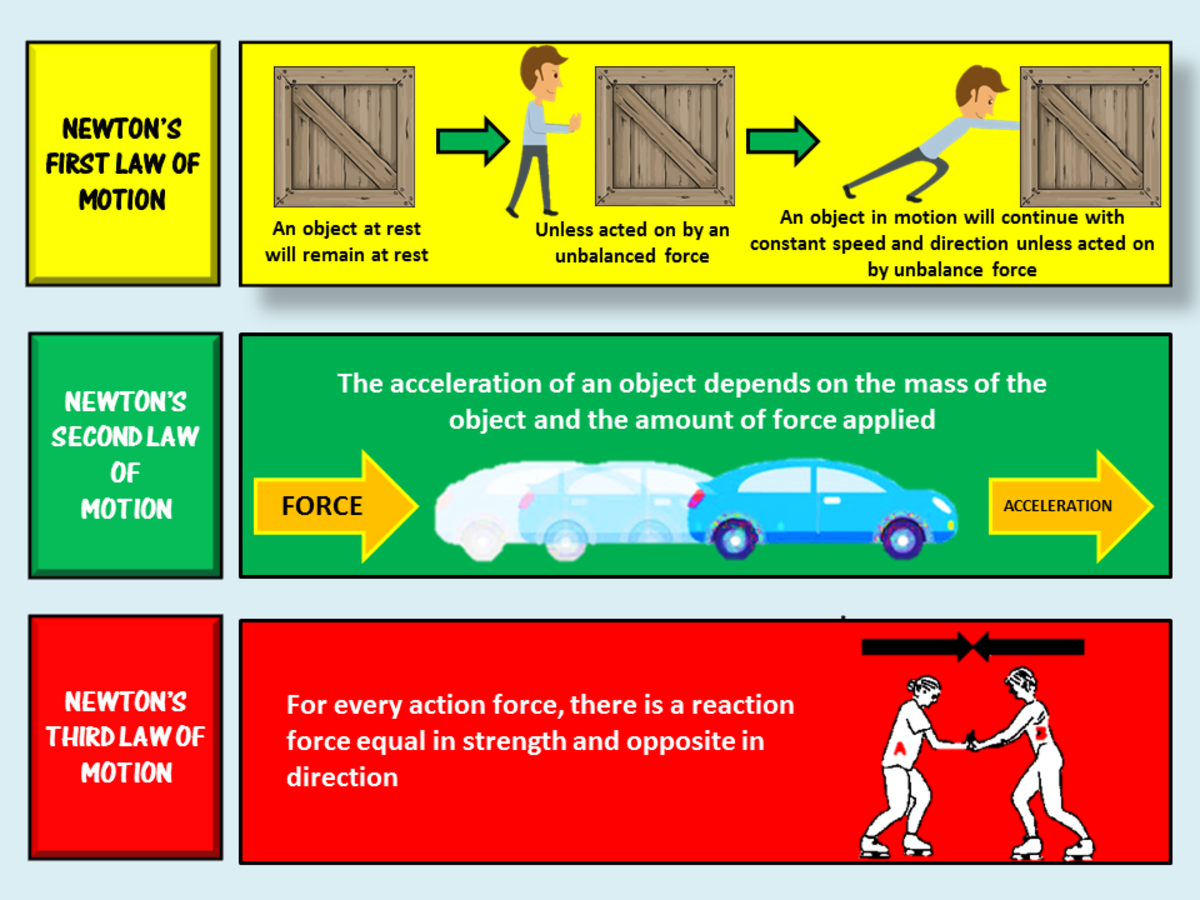 NEWTON'S
FIRST LAW OF
MOTION
An object at rest
will remain at rest
Unless acted on by an
unbalanced force
An object in motion will continue with
constant speed and direction unless acted on
by unbalance force
NEWTON'S
SECOND LAW
OF
MOTION
The acceleration of an object depends on the mass of the
object and the amount of force applied
FORCE
ACCELERATION
NEWTON'S
THIRD LAW OF
MOTION
For every action force, there is a reaction
force equal in strength and opposite in
direction
A
B